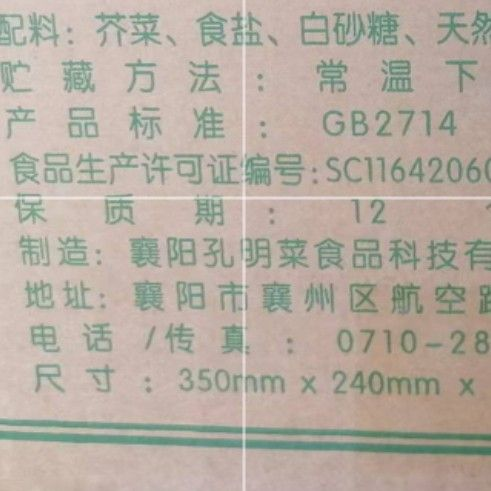 配料：芥菜、食盐、白砂糖、天然
贮藏方法：常温下
产品标准：GB2714
食品生产许可证编号：SC11642060
保质期：12
制造：襄阳孔明菜食品科技有
地址：襄阳市襄州区航空路
电话/传真：0710-28
尺寸：350mm x 240mm x